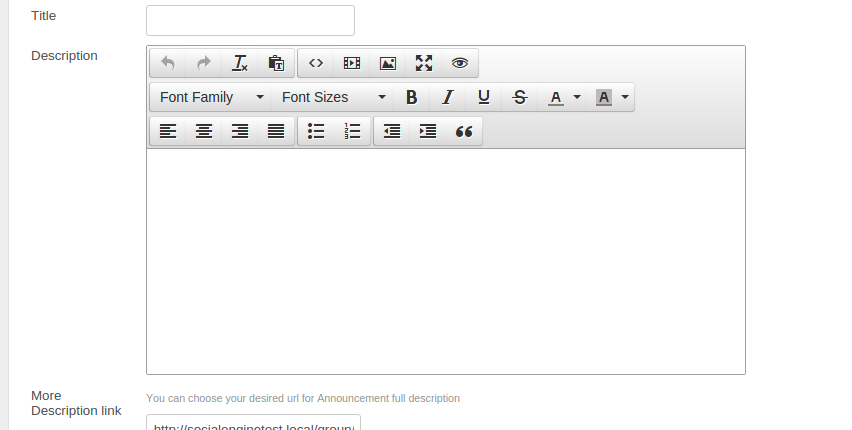 Title
Description
Font Family
Font Sizes
B I U S A A
More
Description link
You can choose your desired url for Announcement full description
http://socialenginetest.local/group/